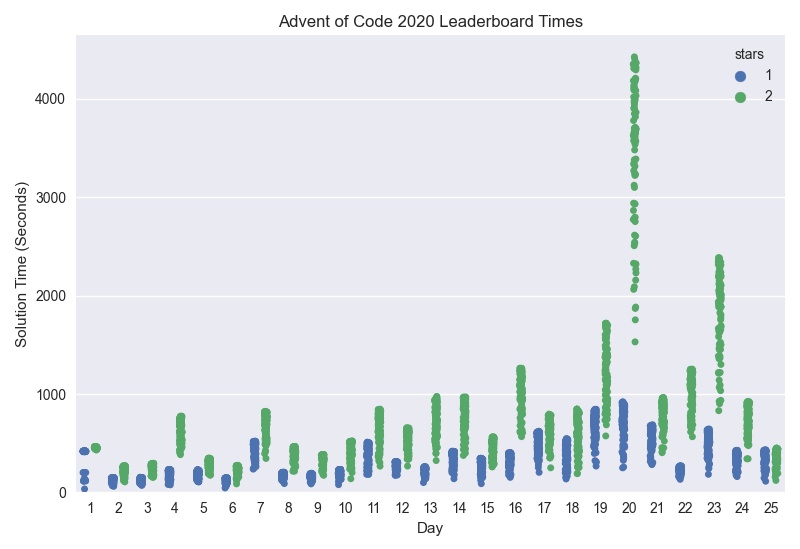 Advent of Code 2020 Leaderboard Times
stars
1
2
4000
3000
2000
1000
0
Solution Time (Seconds)
1 2 3 4 5 6 7 8 9 10 11 12 13 14 15 16 17 18 19 20 21 22 23 24 25
Day